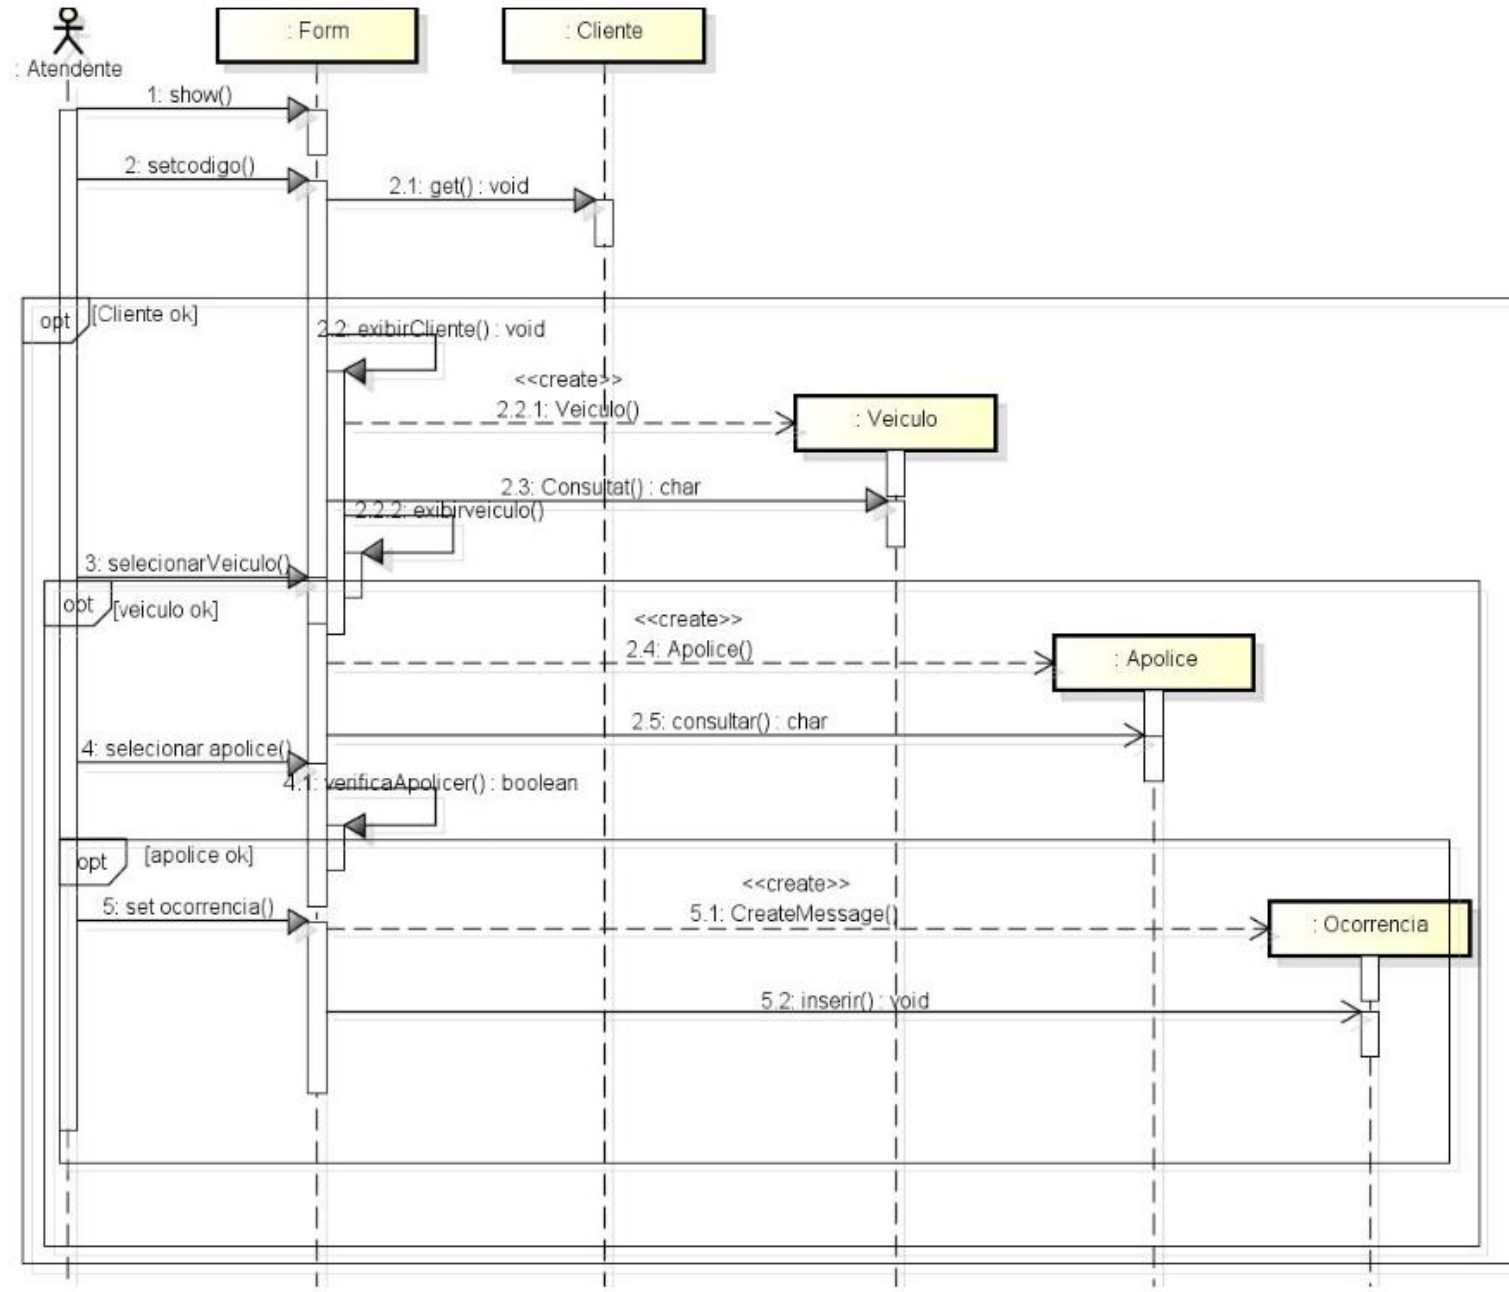 : Form
: Cliente
: Atendente
1: show()
2: setcodigo()
2.1: get() : void
opt
[Cliente ok]
2.2: exibirCliente() : void
<<create>>
2.2.1: Veiculo()
: Veiculo
2.3: Consultat() : char
2.2.2: exibirveiculo()
3: selecionarVeiculo()
opt
[veiculo ok]
<<create>>
2.4: Apolice()
: Apolice
2.5: consultar() : char
4: selecionar apolice()
4.1: verificaApolicer() : boolean
opt
[apolice ok]
<<create>>
5: set ocorrencia()
5.1: CreateMessage()
: Ocorrencia
5.2: inserir() : void